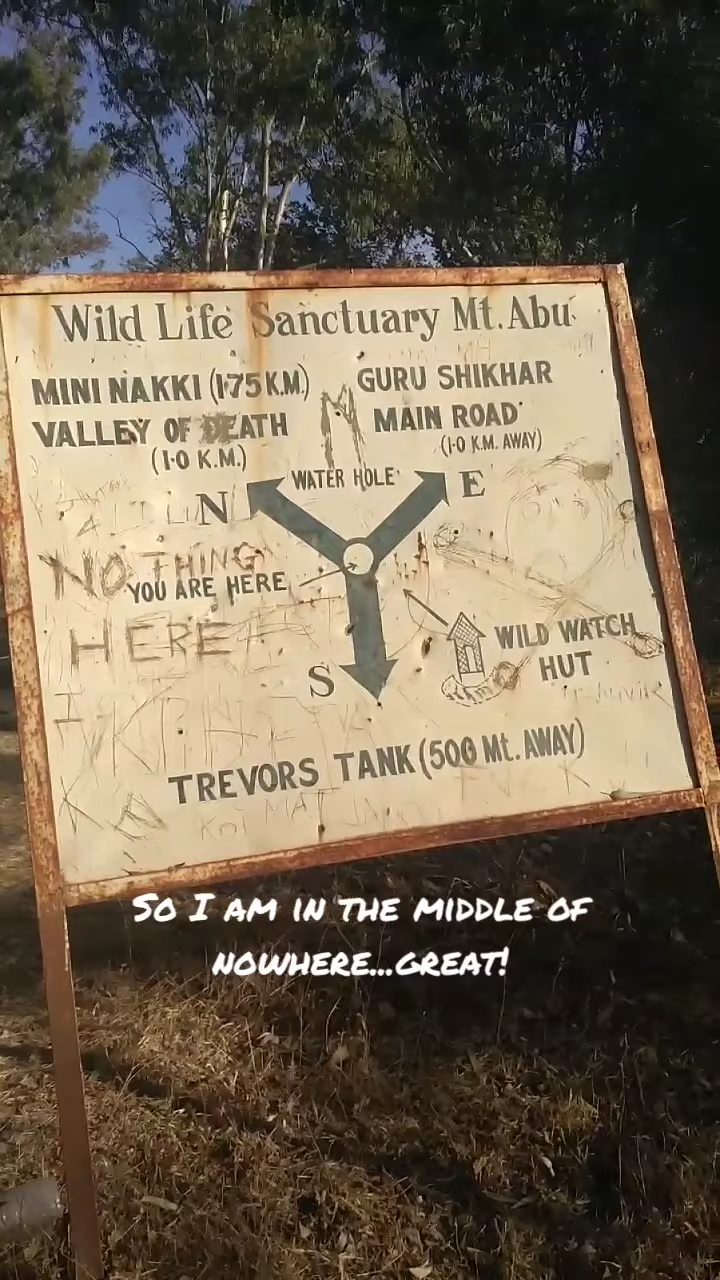 Wild Life Sanctuary Mt. Abu
MINI NAKKI (1·75 K.M.)
VALLEY OF DEATH
(1·0 K.M.)
GURU SHIKHAR
MAIN ROAD
(1·0 K.M. AWAY)
WATER HOLE
N
E
NOTHING
YOU ARE HERE
HERE
WILD WATCH
HUT
S
TREVORS TANK (500 Mt. AWAY)
So I am in the middle of
nowhere...great!